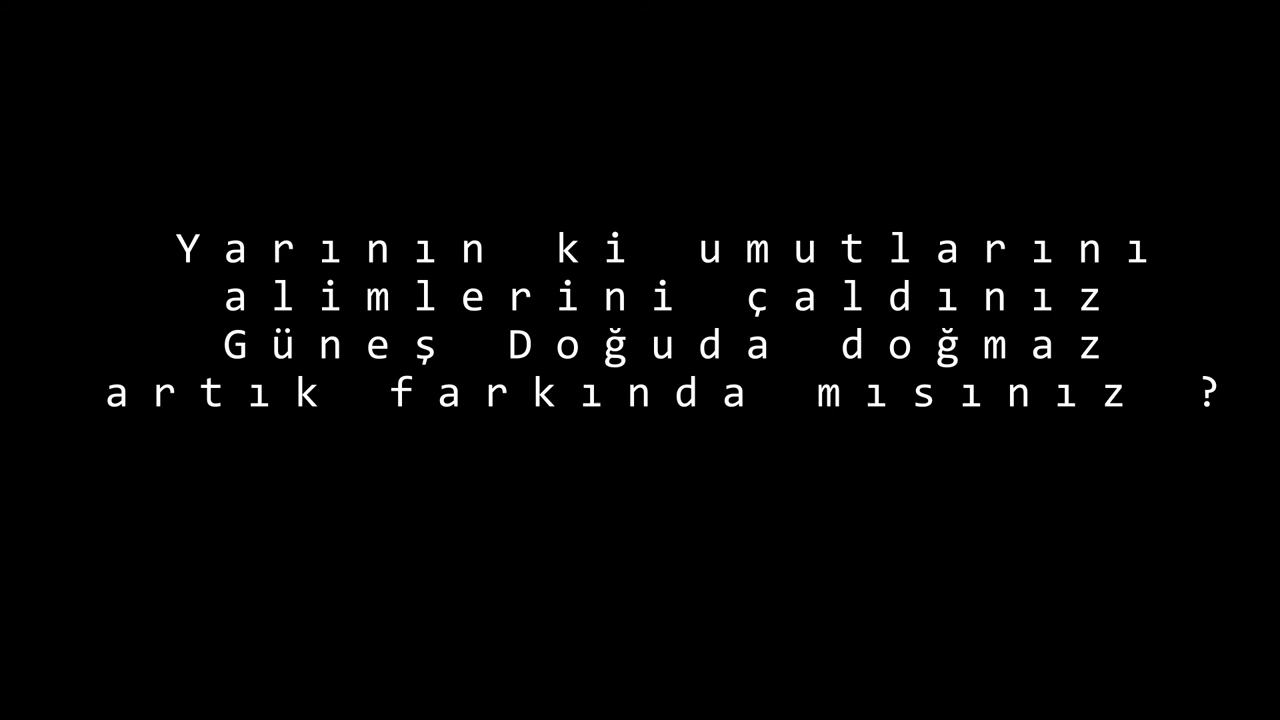 Yarının ki umutlarını
alimlerini çaldınız
Güneş Doğuda doğmaz
artık farkında mısınız ?